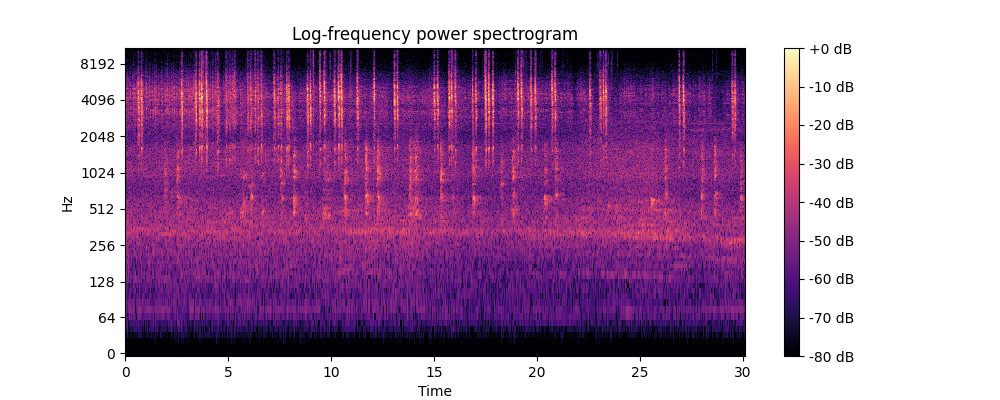 Log-frequency power spectrogram
Hz
8192
4096
2048
1024
512
256
128
64
0
0 5 10 15 20 25 30
Time
+0 dB
-10 dB
-20 dB
-30 dB
-40 dB
-50 dB
-60 dB
-70 dB
-80 dB